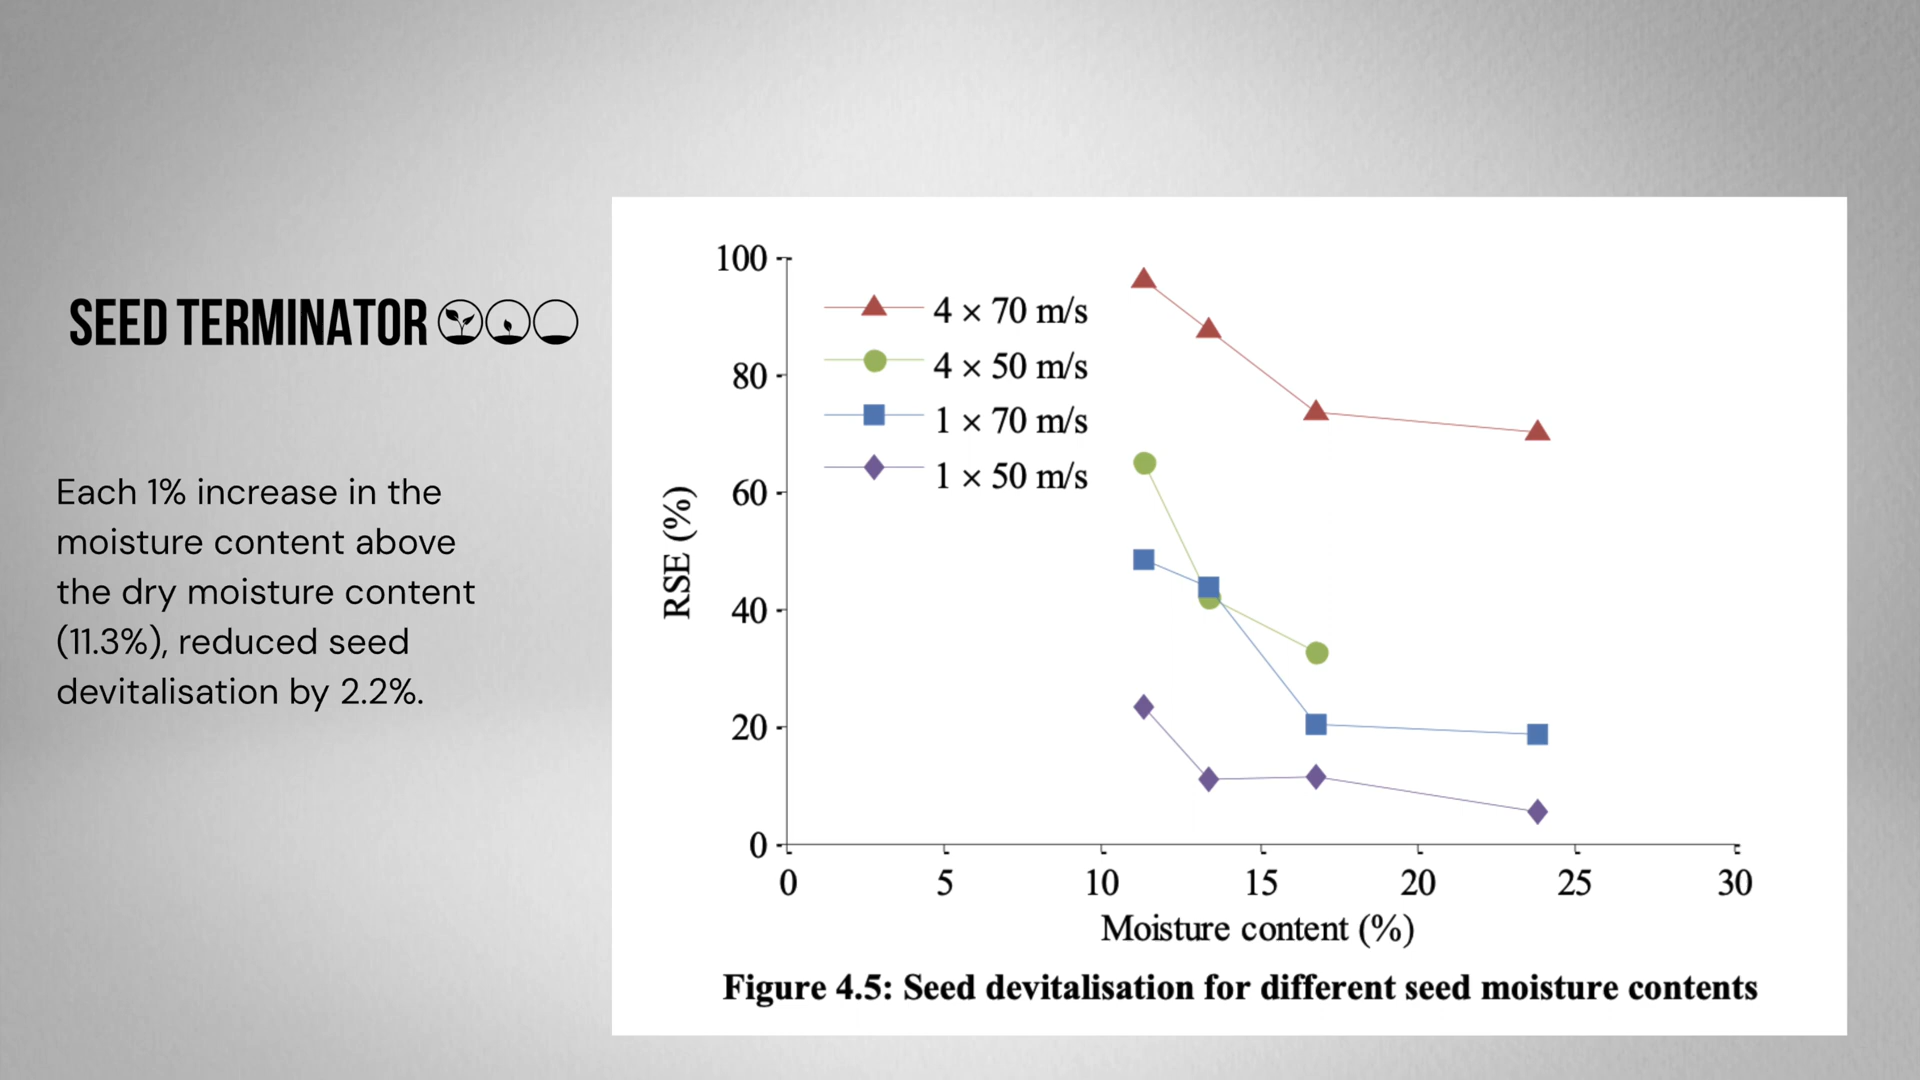 SEED TERMINATOR
Each 1% increase in the
moisture content above
the dry moisture content
(11.3%), reduced seed
devitalisation by 2.2%.
100
80
60
40
20
0
RSE (%)
4 × 70 m/s
4 × 50 m/s
1 × 70 m/s
1 × 50 m/s
0 5 10 15 20 25 30
Moisture content (%)
Figure 4.5: Seed devitalisation for different seed moisture contents